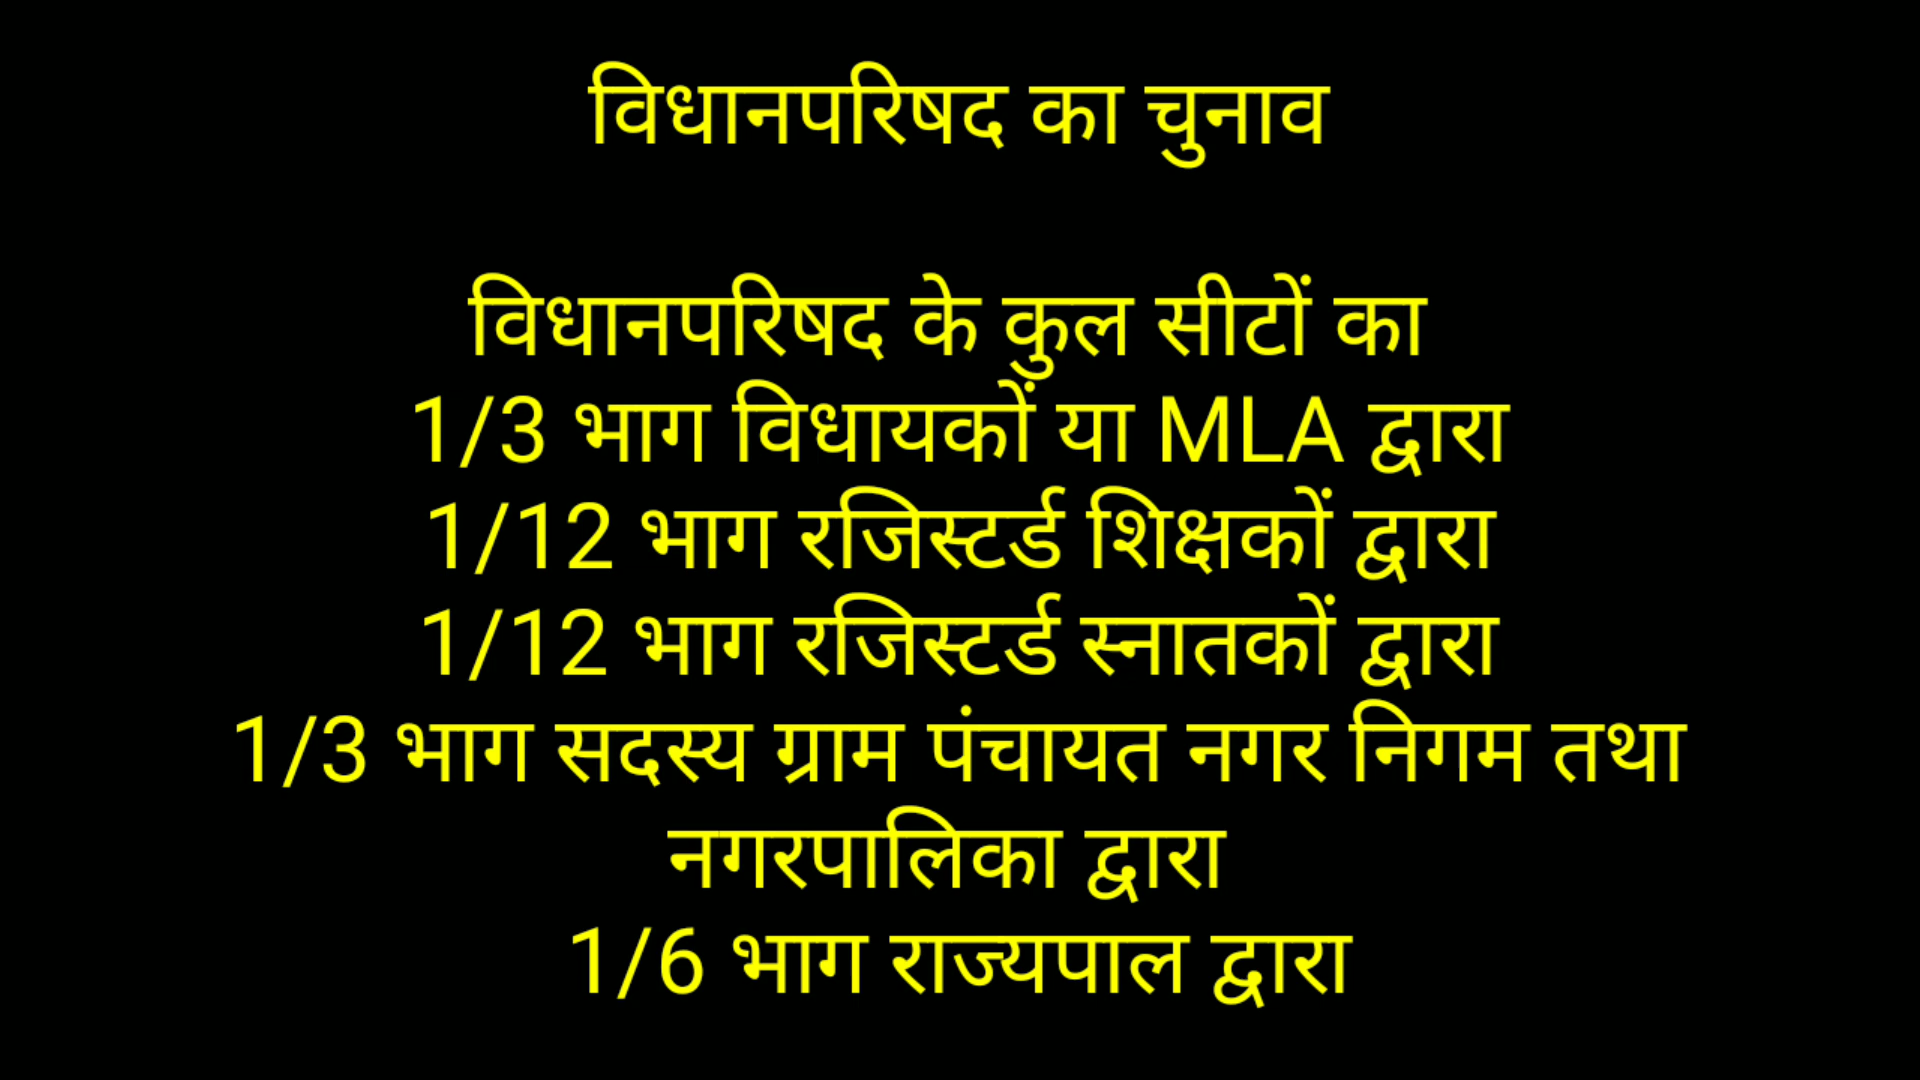 विधानपरिषद का चुनाव
विधानपरिषद के कुल सीटों का
1/3 भाग विधायकों या MLA द्वारा
1/12 भाग रजिस्टर्ड शिक्षकों द्वारा
1/12 भाग रजिस्टर्ड स्नातकों द्वारा
1/3 भाग सदस्य ग्राम पंचायत नगर निगम तथा
नगरपालिका द्वारा
1/6 भाग राज्यपाल द्वारा